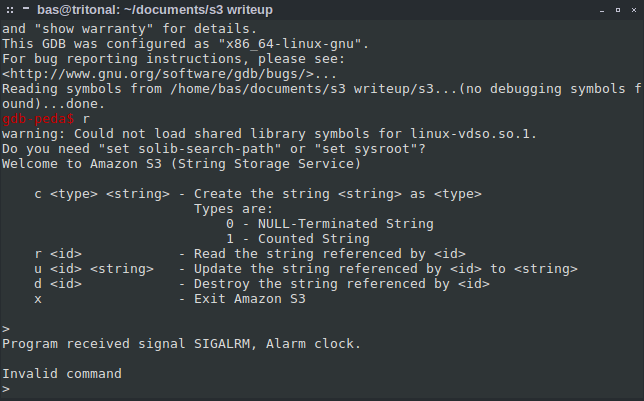 bas@tritonal: ~/documents/s3 writeup
and "show warranty" for details.
This GDB was configured as "x86_64-linux-gnu".
For bug reporting instructions, please see:
<http://www.gnu.org/software/gdb/bugs/>...
Reading symbols from /home/bas/documents/s3 writeup/s3...(no debugging symbols f
ound)...done.
gdb-peda$ r
warning: Could not load shared library symbols for linux-vdso.so.1.
Do you need "set solib-search-path" or "set sysroot"?
Welcome to Amazon S3 (String Storage Service)
c <type> <string> - Create the string <string> as <type>
Types are:
0 - NULL-Terminated String
1 - Counted String
r <id> - Read the string referenced by <id>
u <id> <string> - Update the string referenced by <id> to <string>
d <id> - Destroy the string referenced by <id>
x - Exit Amazon S3
>
Program received signal SIGALRM, Alarm clock.
Invalid command
>